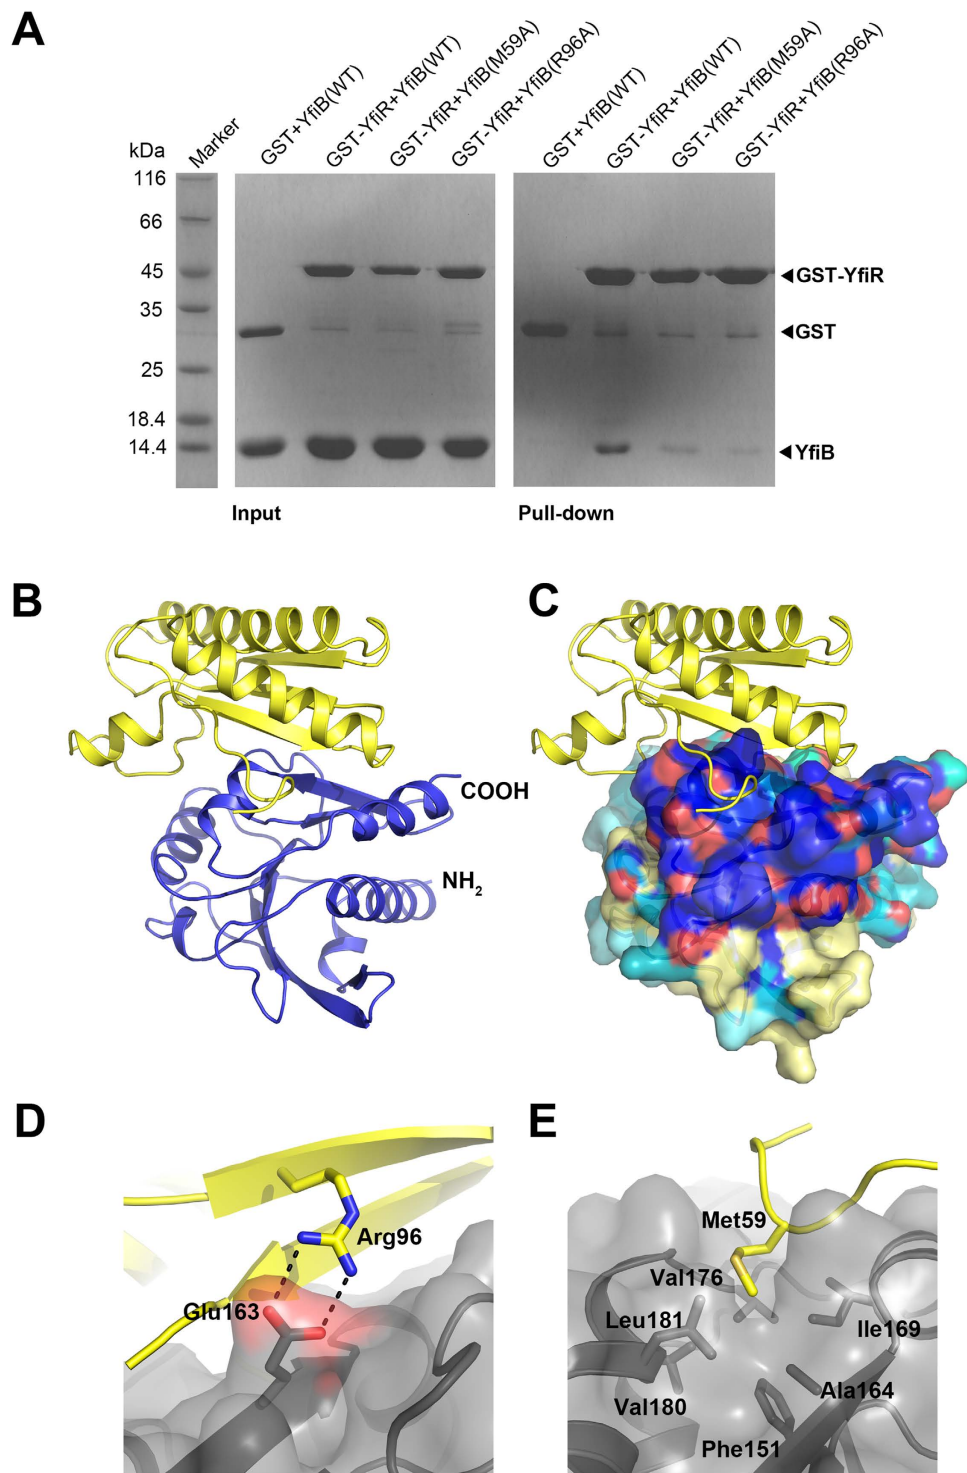 A
kDa
Marker
GST+YfiB(WT)
GST-YfiR+YfiB(WT)
GST-YfiR+YfiB(M59A)
GST-YfiR+YfiB(R96A)
GST+YfiB(WT)
GST-YfiR+YfiB(WT)
GST-YfiR+YfiB(M59A)
GST-YfiR+YfiB(R96A)
116
66
45
35
25
18.4
14.4
◄GST-YfiR
◄GST
◄YfiB
Input
Pull-down
B
COOH
NH₂
C
D
Arg96
Glu163
E
Met59
Val176
Leu181
Ile169
Ala164
Val180
Phe151